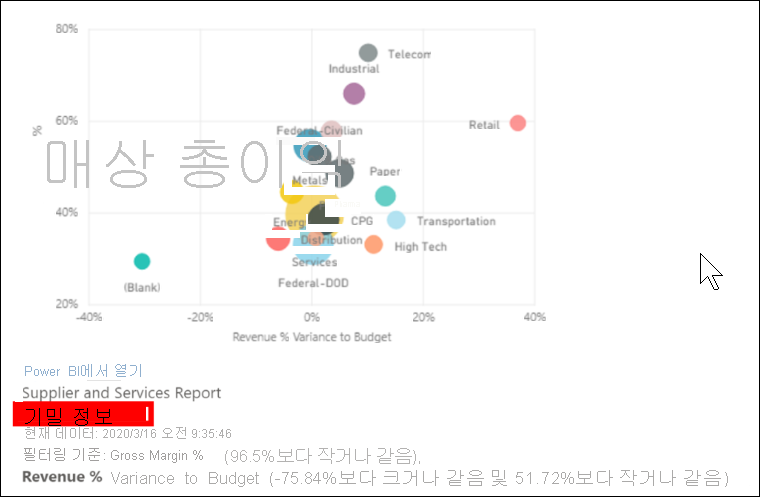 80%
Telecom
Industrial
60%
Retail
Federal-Civilian
%
매상 총이익
Gas
Metals
Paper
40%
Energy
CPG
Transportation
Distribution
High Tech
Services
Federal-DOD
(Blank)
20%
-40% -20% 0% 20% 40%
Revenue % Variance to Budget
Power BI에서 열기
Supplier and Services Report
기밀 정보
현재 데이터: 2020/3/16 오전 9:35:46
필터링 기준: Gross Margin % (96.5%보다 작거나 같음),
Revenue % Variance to Budget (-75.84%보다 크거나 같음 및 51.72%보다 작거나 같음)